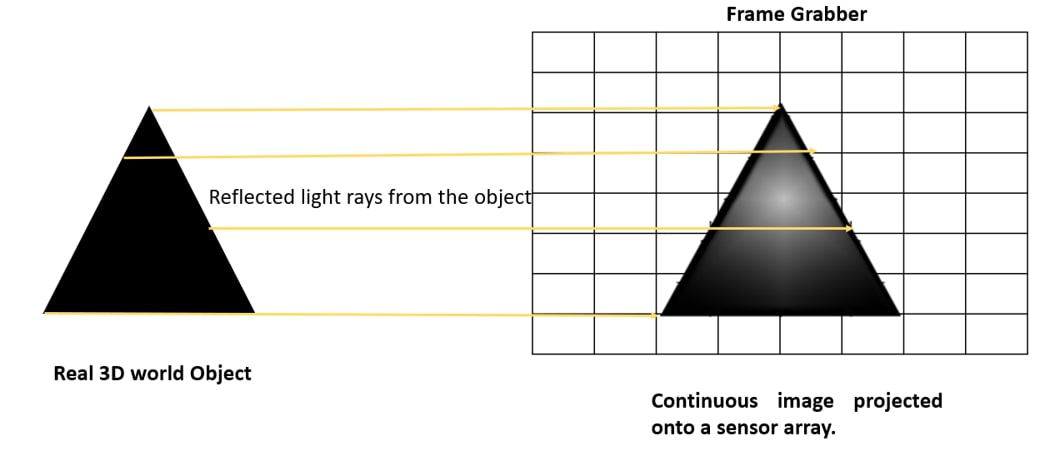 Frame Grabber
Reflected light rays from the object
Real 3D world Object
Continuous image projected
onto a sensor array.